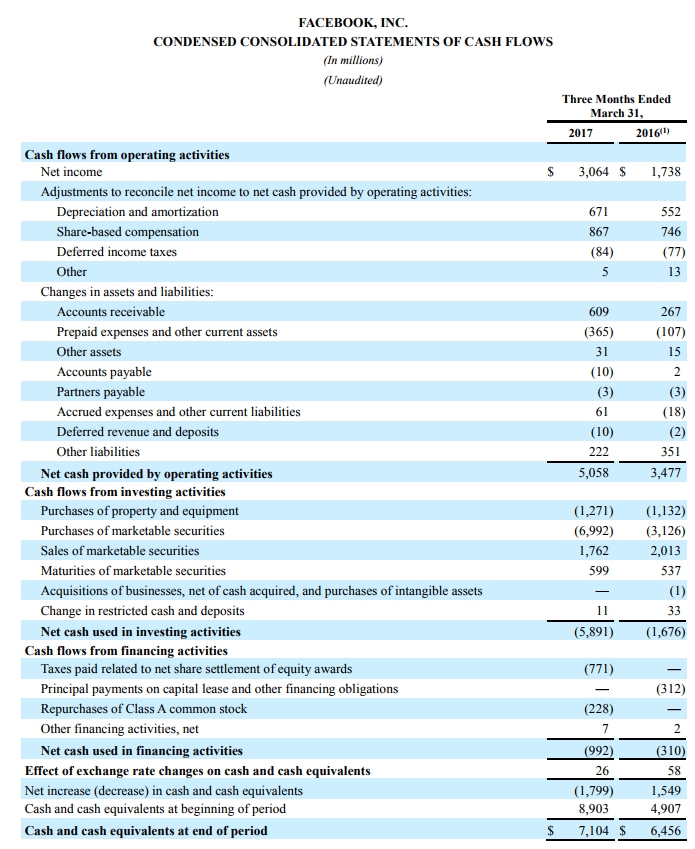 FACEBOOK, INC.
CONDENSED CONSOLIDATED STATEMENTS OF CASH FLOWS
(In millions)
(Unaudited)
Three Months Ended
March 31,
2017 2016(1)
Cash flows from operating activities
Net income $ 3,064 $ 1,738
Adjustments to reconcile net income to net cash provided by operating activities:
Depreciation and amortization 671 552
Share-based compensation 867 746
Deferred income taxes (84) (77)
Other 5 13
Changes in assets and liabilities:
Accounts receivable 609 267
Prepaid expenses and other current assets (365) (107)
Other assets 31 15
Accounts payable (10) 2
Partners payable (3) (3)
Accrued expenses and other current liabilities 61 (18)
Deferred revenue and deposits (10) (2)
Other liabilities 222 351
Net cash provided by operating activities 5,058 3,477
Cash flows from investing activities
Purchases of property and equipment (1,271) (1,132)
Purchases of marketable securities (6,992) (3,126)
Sales of marketable securities 1,762 2,013
Maturities of marketable securities 599 537
Acquisitions of businesses, net of cash acquired, and purchases of intangible assets — (1)
Change in restricted cash and deposits 11 33
Net cash used in investing activities (5,891) (1,676)
Cash flows from financing activities
Taxes paid related to net share settlement of equity awards (771) —
Principal payments on capital lease and other financing obligations — (312)
Repurchases of Class A common stock (228) —
Other financing activities, net 7 2
Net cash used in financing activities (992) (310)
Effect of exchange rate changes on cash and cash equivalents 26 58
Net increase (decrease) in cash and cash equivalents (1,799) 1,549
Cash and cash equivalents at beginning of period 8,903 4,907
Cash and cash equivalents at end of period $ 7,104 $ 6,456